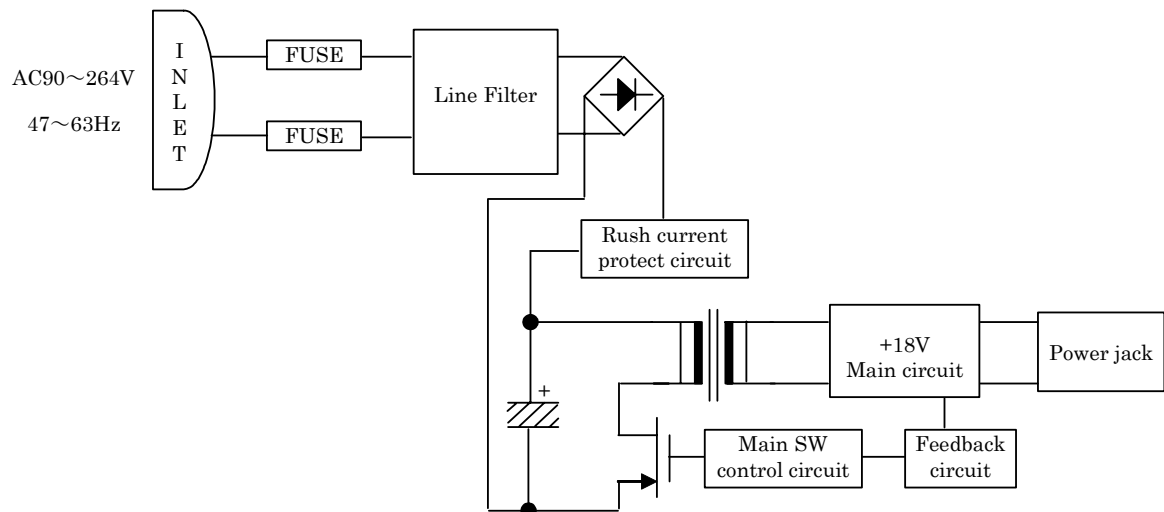 AC90～264V
47～63Hz
I
N
L
E
T
FUSE
FUSE
Line Filter
Rush current
protect circuit
+
+18V
Main circuit
Power jack
Main SW
control circuit
Feedback
circuit